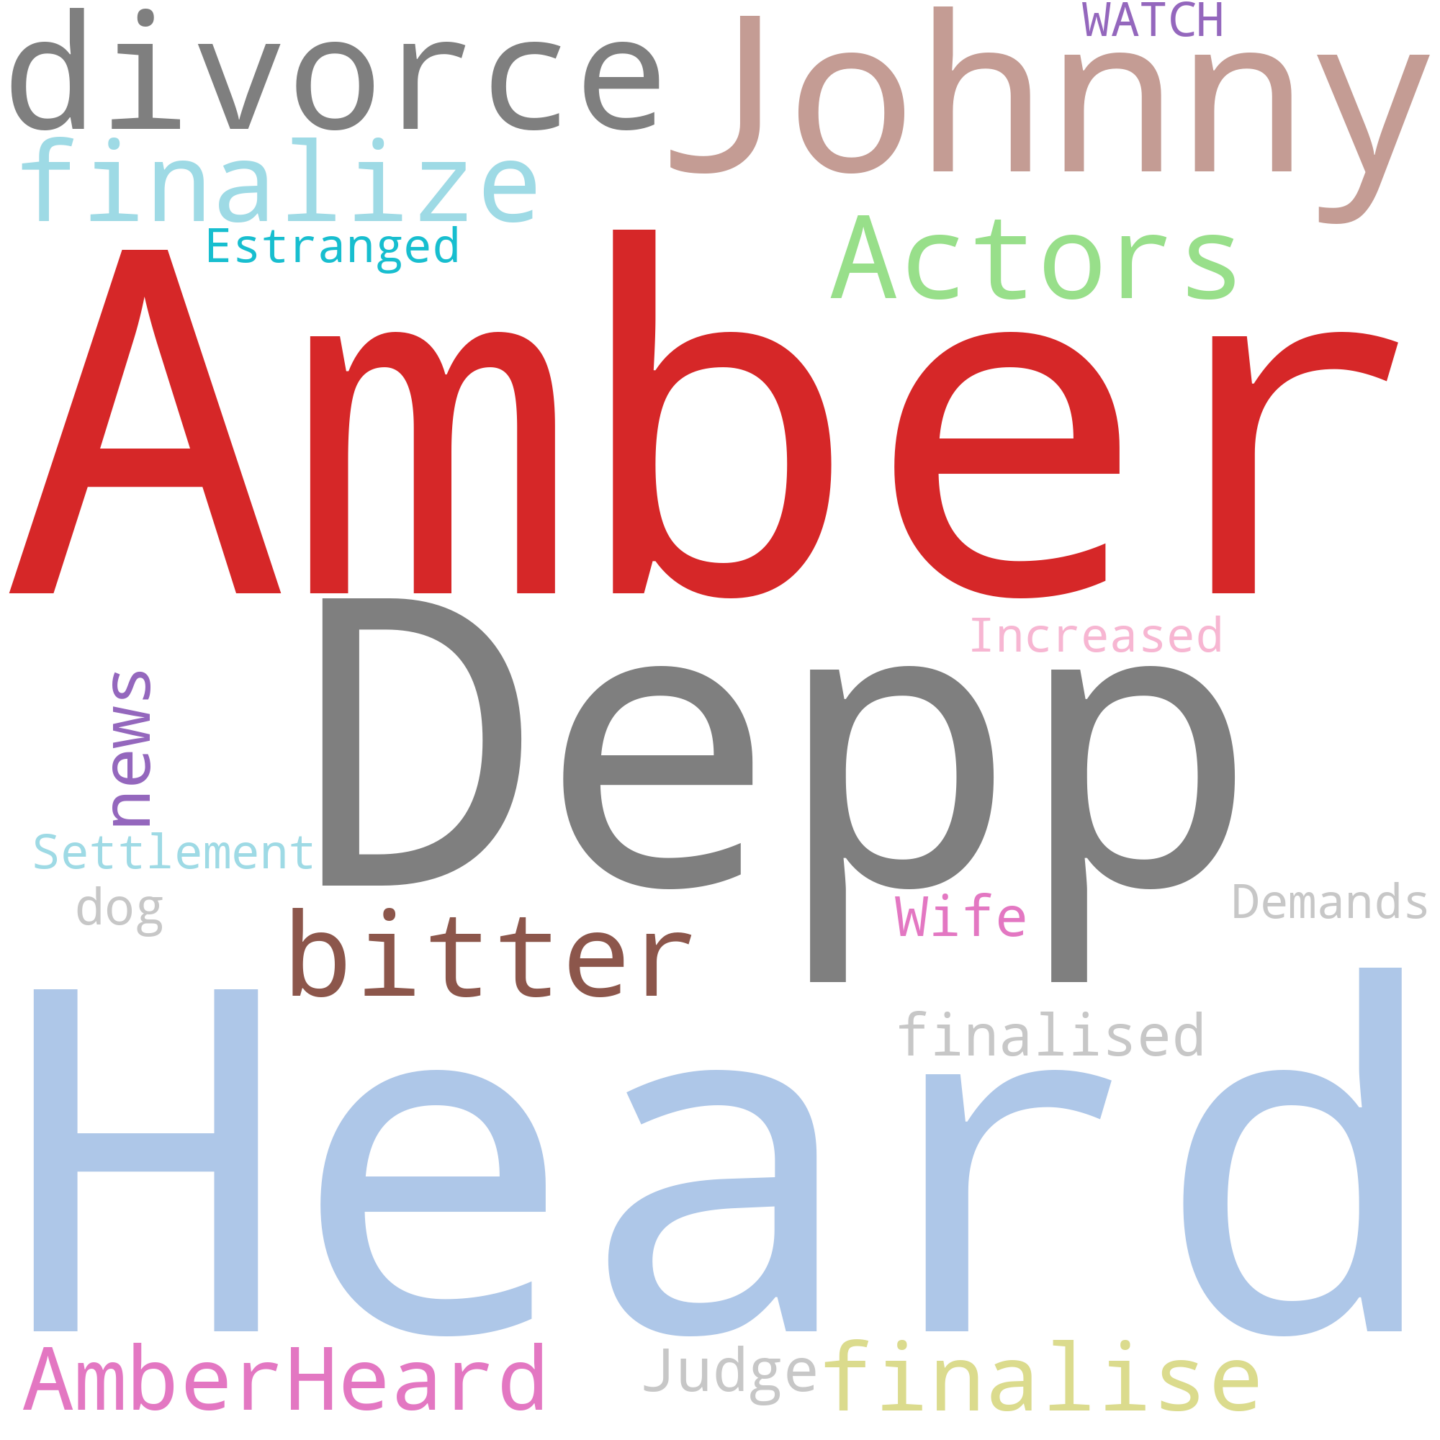 WATCH
divorce
Johnny
finalize
Estranged
Actors
Amber
Depp
Increased
news
Settlement
dog
Wife
Demands
bitter
Heard
finalised
AmberHeard
Judge
finalise